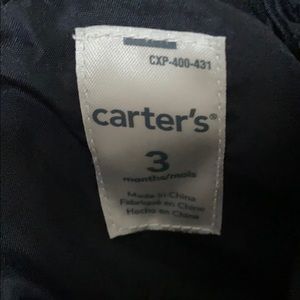 CXP-400-431
carter's®
3
months/mois
Made in China
Fabriqué en Chine
Hecho en China